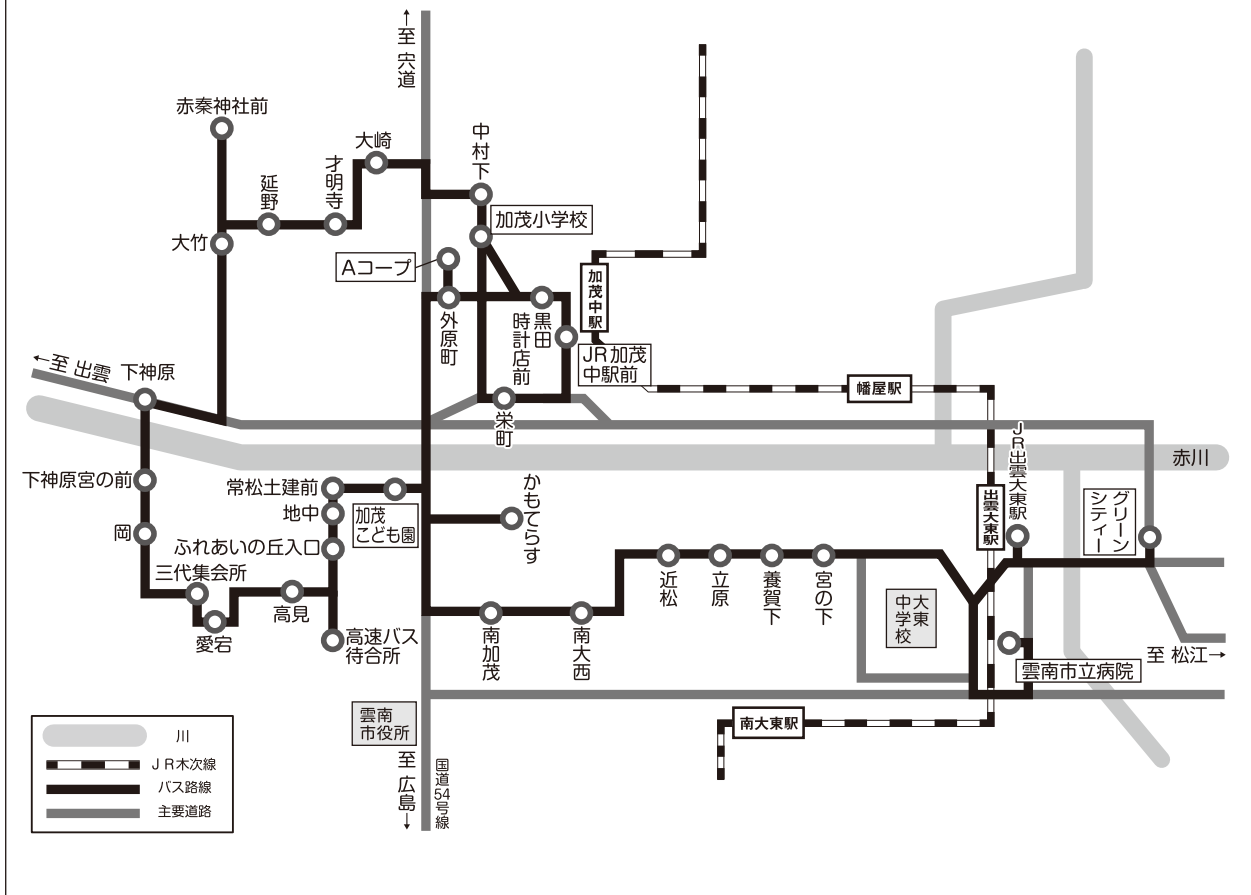 ←至 出雲
↑至 宍道
赤秦神社前
大崎
中村下
才明寺
延野
大竹
加茂小学校
Aコープ
外原町
黒田
時計店前
加茂中駅
JR加茂
中駅前
下神原
栄町
幡屋駅
赤川
下神原宮の前
岡
常松土建前
地中
加茂
こども園
ふれあいの丘入口
三代集会所
愛宕
高見
高速バス
待合所
かもてらす
JR出雲大東駅
出雲大東駅
グリーン
シティー
近松
立原
養賀下
宮の下
大東
中学校
南加茂
南大西
雲南市立病院
至 松江→
雲南
市役所
南大東駅
至 広島↓
国道54号線
川
JR木次線
バス路線
主要道路